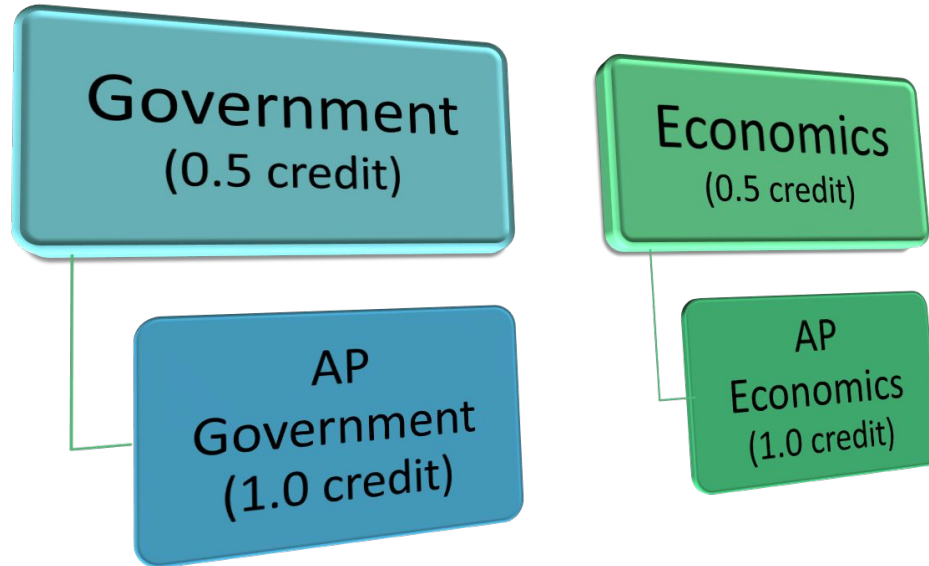 Government
(0.5 credit)
AP
Government
(1.0 credit)
Economics
(0.5 credit)
AP
Economics
(1.0 credit)